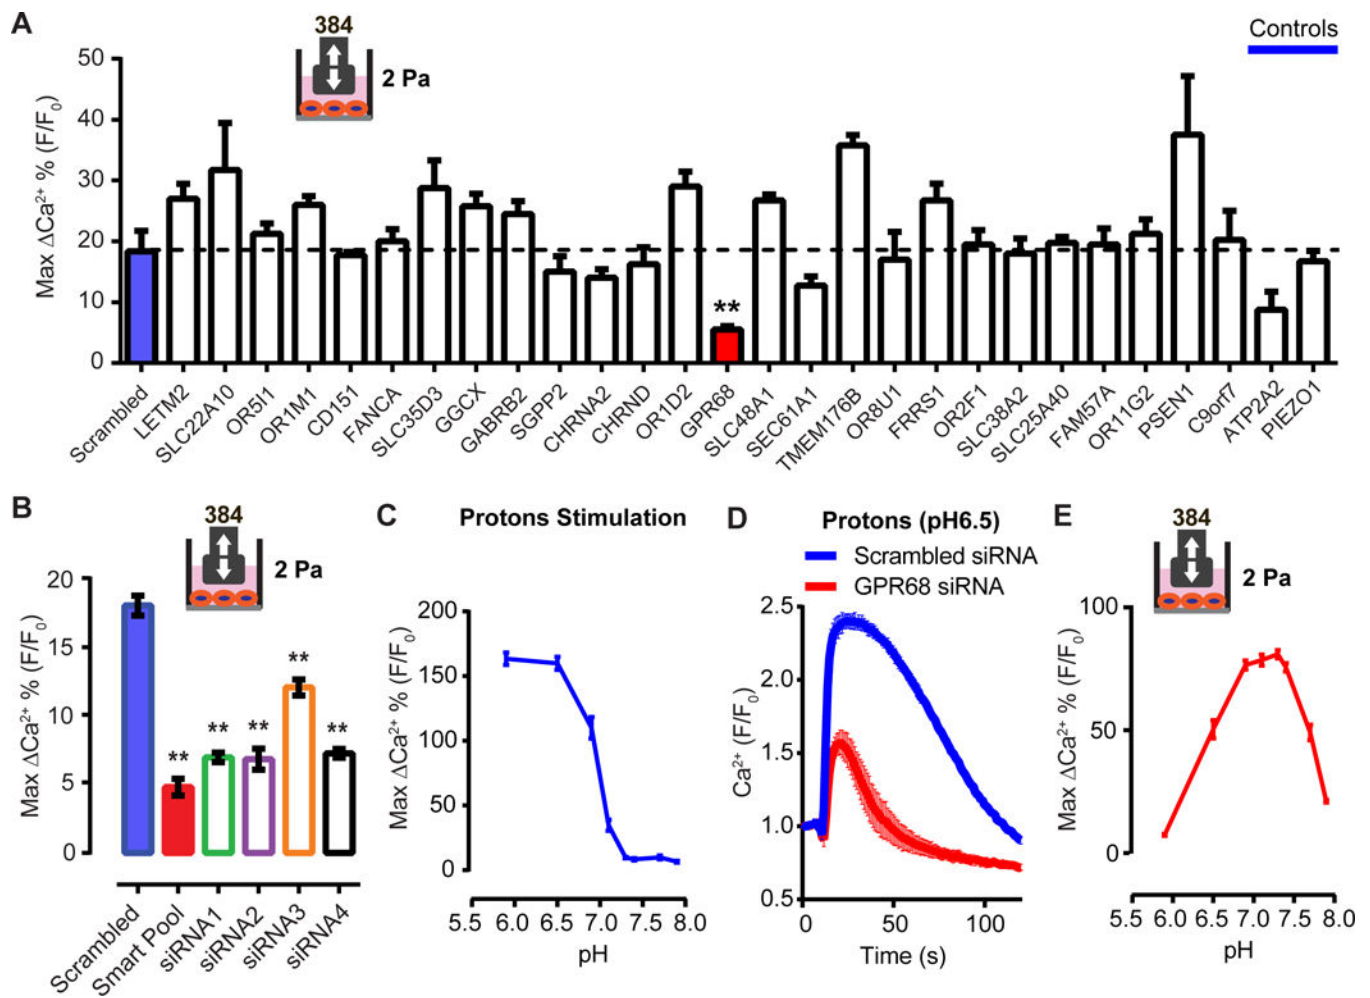 A
384
2 Pa
Controls
Max ΔCa²⁺ % (F/F₀)
50
40
30
20
10
0
**
Scrambled
LETM2
SLC22A10
OR5I1
OR1M1
CD151
FANCA
SLC35D3
GGCX
GABRB2
SGPP2
CHRNA2
CHRND
OR1D2
GPR68
SLC48A1
SEC61A1
TMEM176B
OR8U1
FRRS1
OR2F1
SLC38A2
SLC25A40
FAM57A
OR11G2
PSEN1
C9orf7
ATP2A2
PIEZO1
B
384
2 Pa
Max ΔCa²⁺ % (F/F₀)
20
15
10
5
0
**
**
**
**
**
Scrambled
Smart Pool
siRNA1
siRNA2
siRNA3
siRNA4
C
Protons Stimulation
Max ΔCa²⁺ % (F/F₀)
200
150
100
50
0
5.5 6.0 6.5 7.0 7.5 8.0
pH
D
Protons (pH6.5)
Scrambled siRNA
GPR68 siRNA
Ca²⁺ (F/F₀)
2.5
2.0
1.5
1.0
0.5
0 50 100
Time (s)
E
384
2 Pa
Max ΔCa²⁺ % (F/F₀)
100
50
0
5.5 6.0 6.5 7.0 7.5 8.0
pH